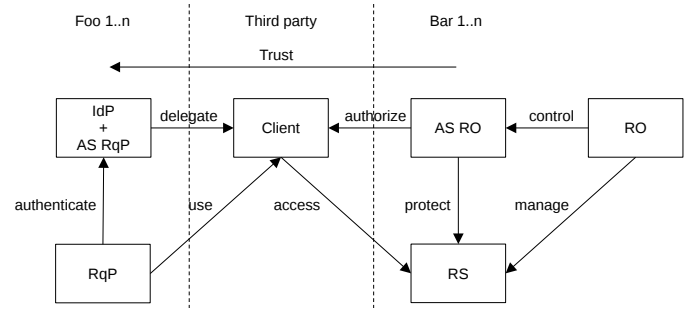 Foo 1..n
Third party
Bar 1..n
Trust
IdP
+
AS RqP
delegate
Client
authorize
AS RO
control
RO
authenticate
use
access
protect
manage
RqP
RS